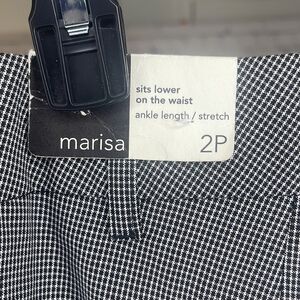 sits lower
on the waist
ankle length / stretch
marisa
2P